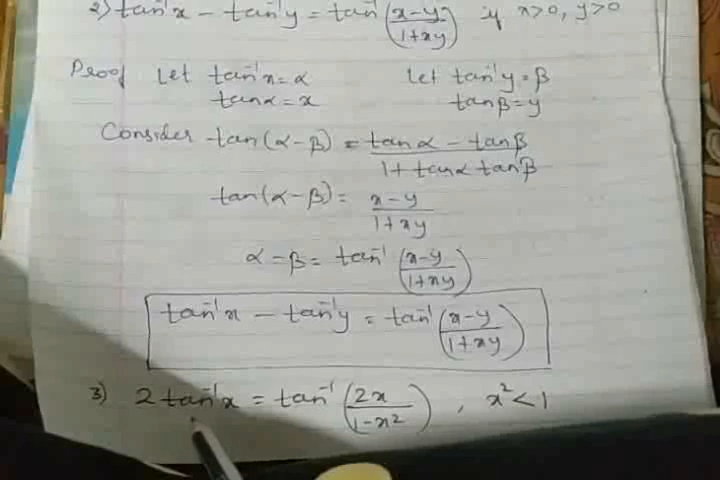 2) tan⁻¹x - tan⁻¹y = tan⁻¹((x-y)/(1+xy)) if x>0, y>0
Proof Let tan⁻¹x = α Let tan⁻¹y = β
tanα = x tanβ = y
Consider tan(α-β) = (tanα - tanβ)/(1+ tanα tanβ)
tan(α-β) = (x-y)/(1+xy)
α-β = tan⁻¹((x-y)/(1+xy))
tan⁻¹x - tan⁻¹y = tan⁻¹((x-y)/(1+xy))
3) 2tan⁻¹x = tan⁻¹(2x/(1-x²)), x²<1